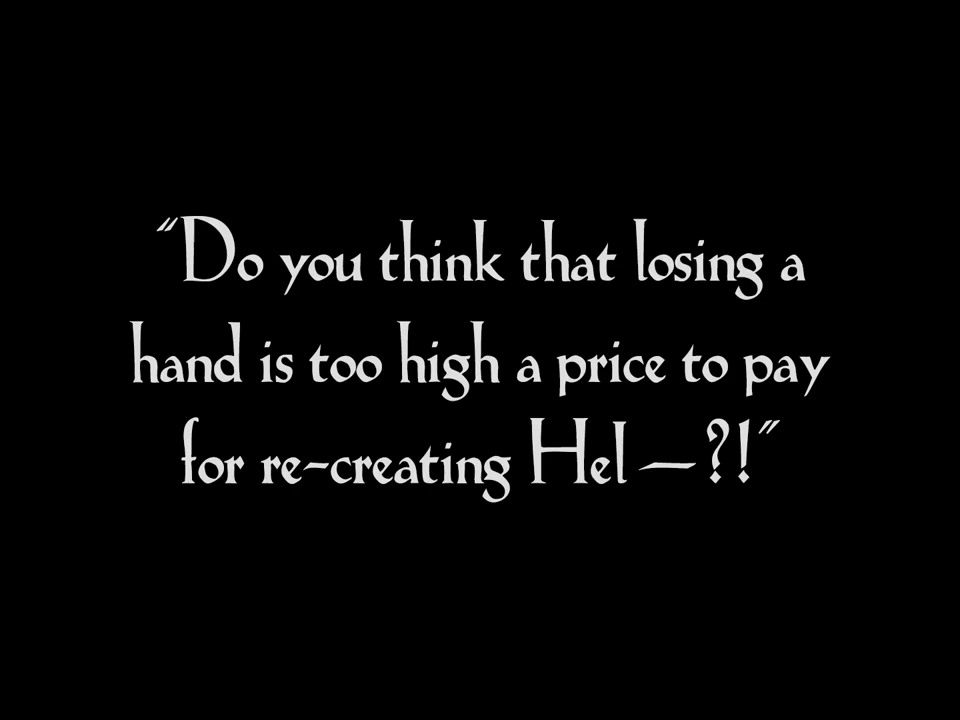 "Do you think that losing a
hand is too high a price to pay
for re-creating Hel—?!"